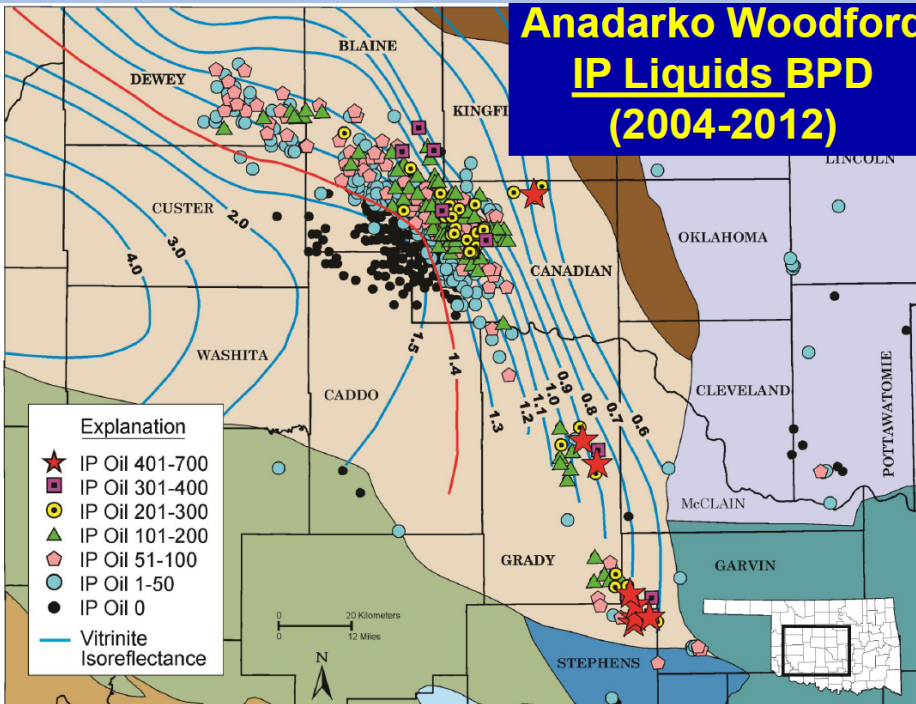 Anadarko Woodford
IP Liquids BPD
(2004-2012)
BLAINE
DEWEY
KINGFI
LINCOLN
CUSTER
2.0
3.0
4.0
OKLAHOMA
CANADIAN
WASHITA
1.5
1.4
CADDO
CLEVELAND
POTTAWATOMIE
1.3
1.2
1.1
1.0
0.9
0.8
0.7
0.6
McCLAIN
GRADY
GARVIN
STEPHENS
Explanation
IP Oil 401-700
IP Oil 301-400
IP Oil 201-300
IP Oil 101-200
IP Oil 51-100
IP Oil 1-50
IP Oil 0
Vitrinite
Isoreflectance
0 20 Kilometers
0 12 Miles
N